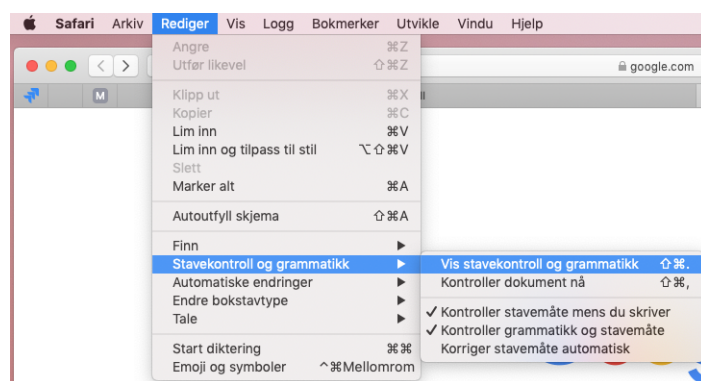 Safari Arkiv Rediger Vis Logg Bokmerker Utvikle Vindu Hjelp
Angre ⌘Z
Utfør likevel ⇧⌘Z
google.com
Klipp ut ⌘X
M
Kopier ⌘C
Lim inn ⌘V
Lim inn og tilpass til stil ⌥⇧⌘V
Slett
Marker alt ⌘A
Autoutfyll skjema ⇧⌘A
Finn ▶
Stavekontroll og grammatikk ▶
Automatiske endringer ▶
Endre bokstavtype ▶
Tale ▶
Start diktering ⌘⌘
Emoji og symboler ^⌘Mellomrom
Vis stavekontroll og grammatikk ⇧⌘.
Kontroller dokument nå ⇧⌘,
✓ Kontroller stavemåte mens du skriver
✓ Kontroller grammatikk og stavemåte
Korriger stavemåte automatisk